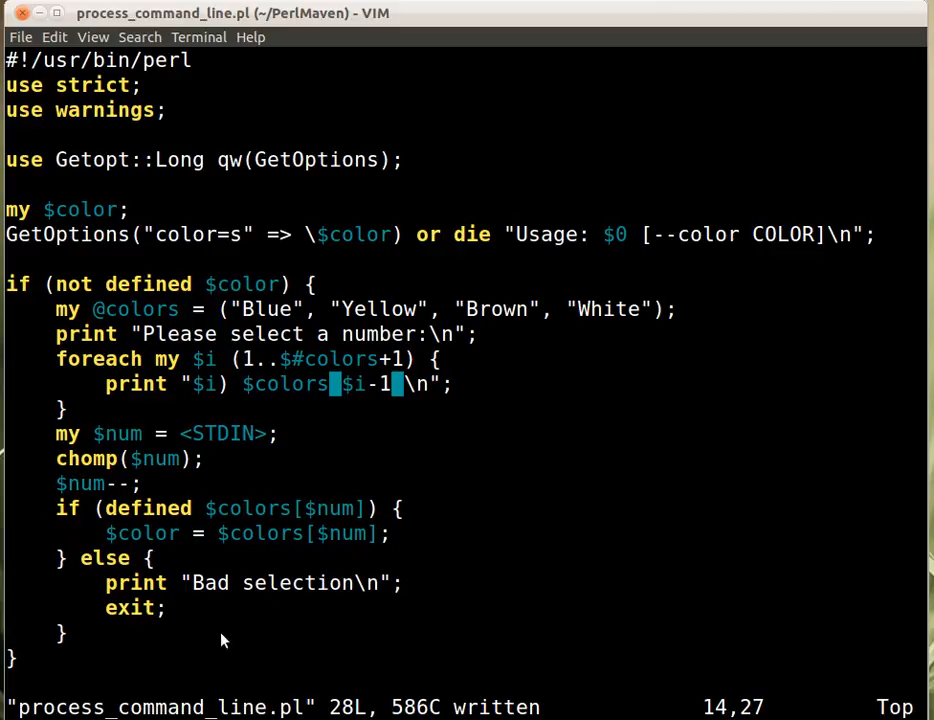 process_command_line.pl (~/PerlMaven) - VIM
File Edit View Search Terminal Help
#!/usr/bin/perl
use strict;
use warnings;
use Getopt::Long qw(GetOptions);
my $color;
GetOptions("color=s" => \$color) or die "Usage: $0 [--color COLOR]\n";
if (not defined $color) {
    my @colors = ("Blue", "Yellow", "Brown", "White");
    print "Please select a number:\n";
    foreach my $i (1..$#colors+1) {
        print "$i) $colors[$i-1]\n";
    }
    my $num = <STDIN>;
    chomp($num);
    $num--;
    if (defined $colors[$num]) {
        $color = $colors[$num];
    } else {
        print "Bad selection\n";
        exit;
    }
}
"process_command_line.pl" 28L, 586C written 14,27 Top